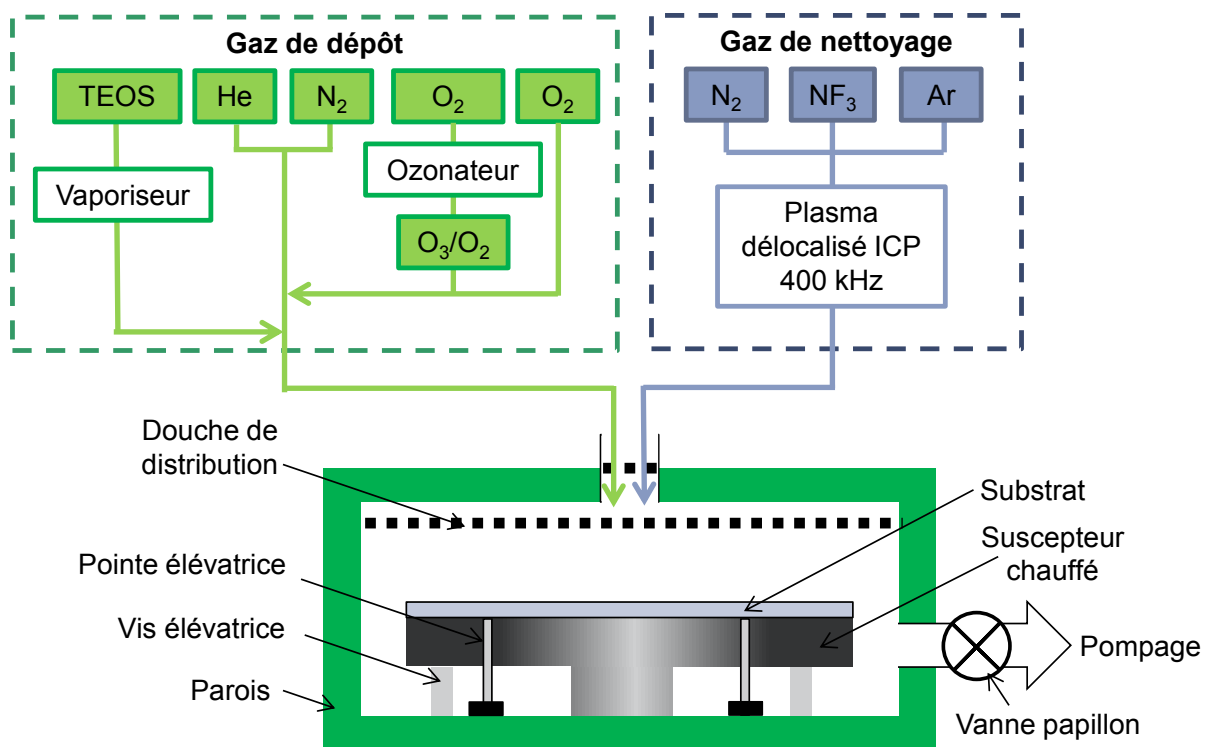 Gaz de dépôt
TEOS
He
N₂
O₂
O₂
Vaporiseur
Ozonateur
O₃/O₂
Gaz de nettoyage
N₂
NF₃
Ar
Plasma
délocalisé ICP
400 kHz
Douche de
distribution
Pointe élévatrice
Vis élévatrice
Parois
Substrat
Suscepteur
chauffé
Pompage
Vanne papillon